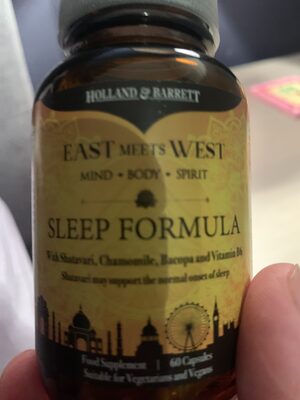 HOLLAND & BARRETT
EAST MEETS WEST
MIND • BODY • SPIRIT
SLEEP FORMULA
With Shatavari, Chamomile, Bacopa and Vitamin B6
Shatavari may support the normal onset of sleep
Food Supplement | 60 Capsules
Suitable for Vegetarians and Vegans